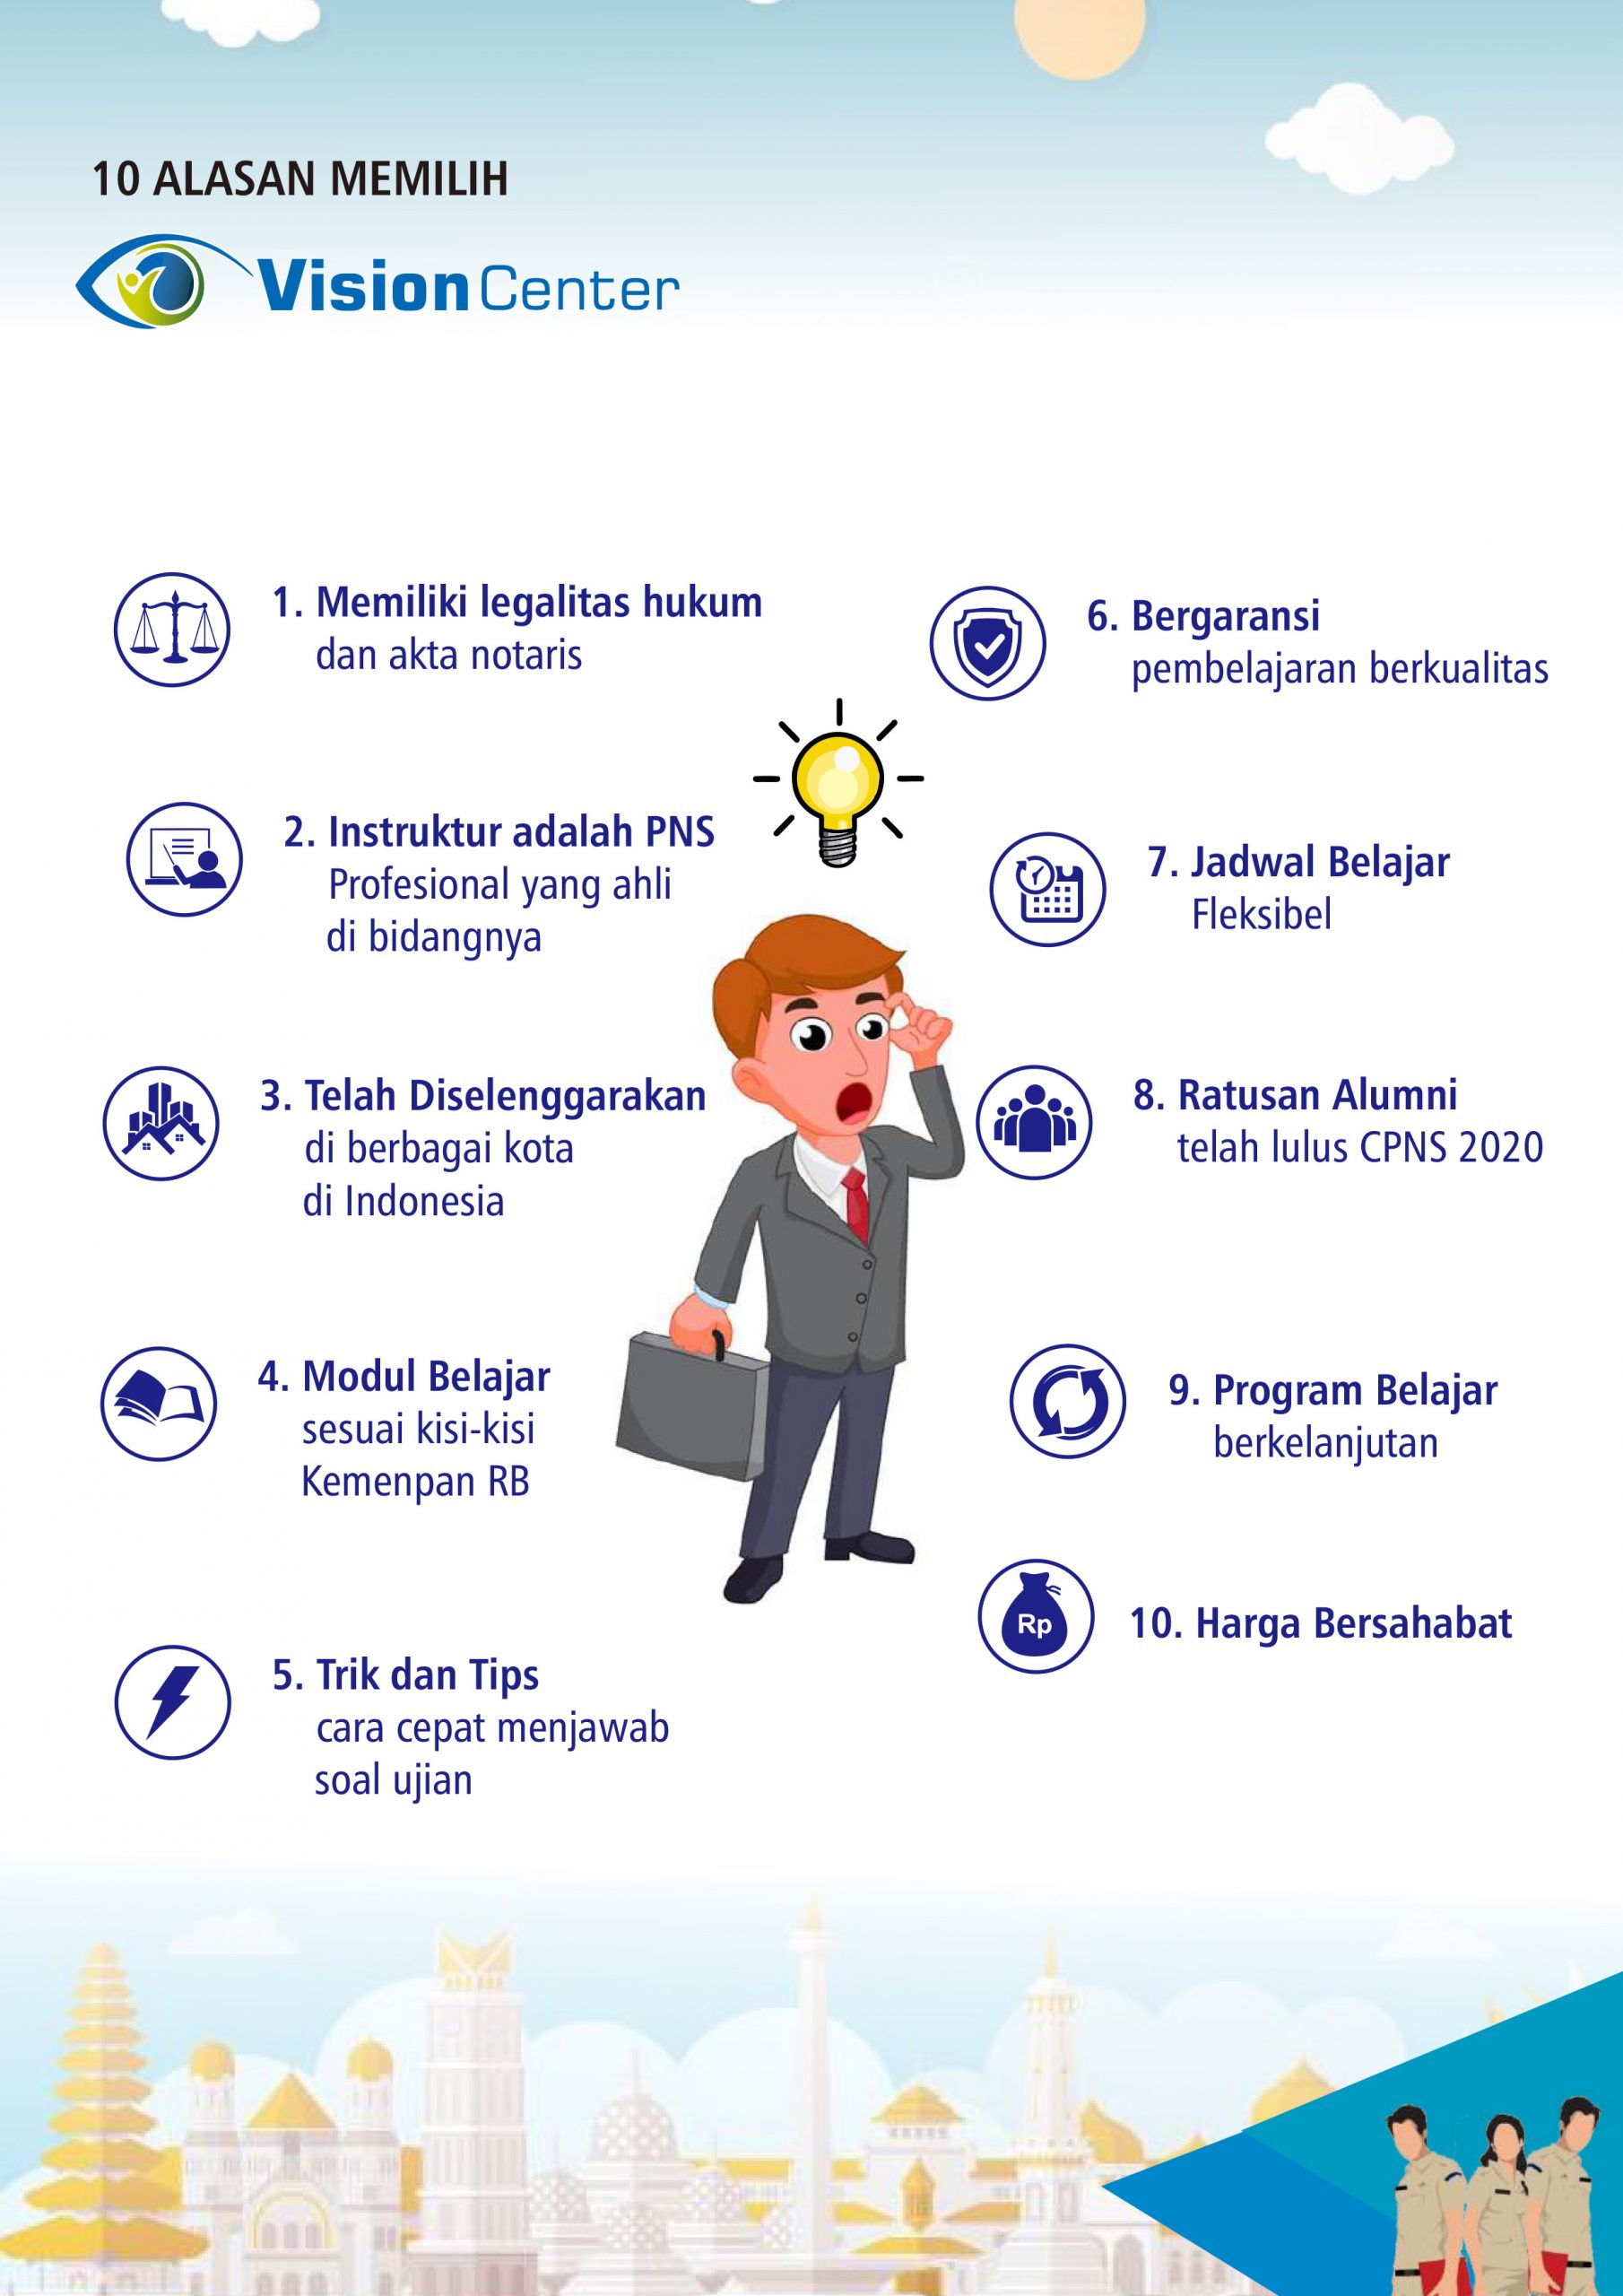 10 ALASAN MEMILIH
Vision Center
1. Memiliki legalitas hukum
dan akta notaris
2. Instruktur adalah PNS
Profesional yang ahli
di bidangnya
3. Telah Diselenggarakan
di berbagai kota
di Indonesia
4. Modul Belajar
sesuai kisi-kisi
Kemenpan RB
5. Trik dan Tips
cara cepat menjawab
soal ujian
6. Bergaransi
pembelajaran berkualitas
7. Jadwal Belajar
Fleksibel
8. Ratusan Alumni
telah lulus CPNS 2020
9. Program Belajar
berkelanjutan
Rp
10. Harga Bersahabat